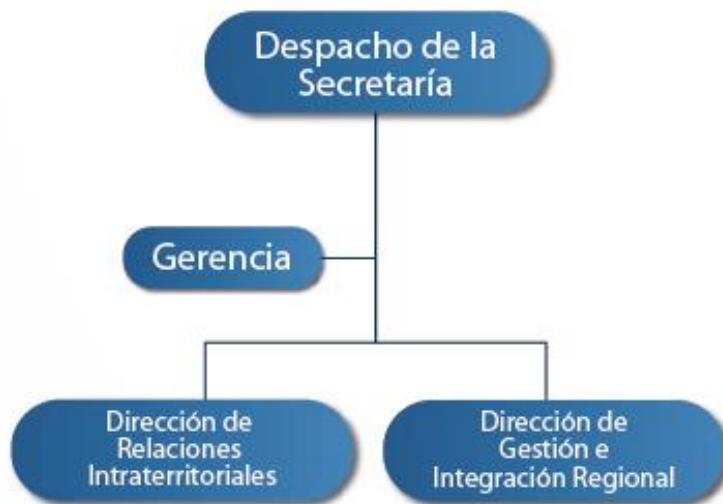 Despacho de la
Secretaría
Gerencia
Dirección de
Relaciones
Intraterritoriales
Dirección de
Gestión e
Integración Regional